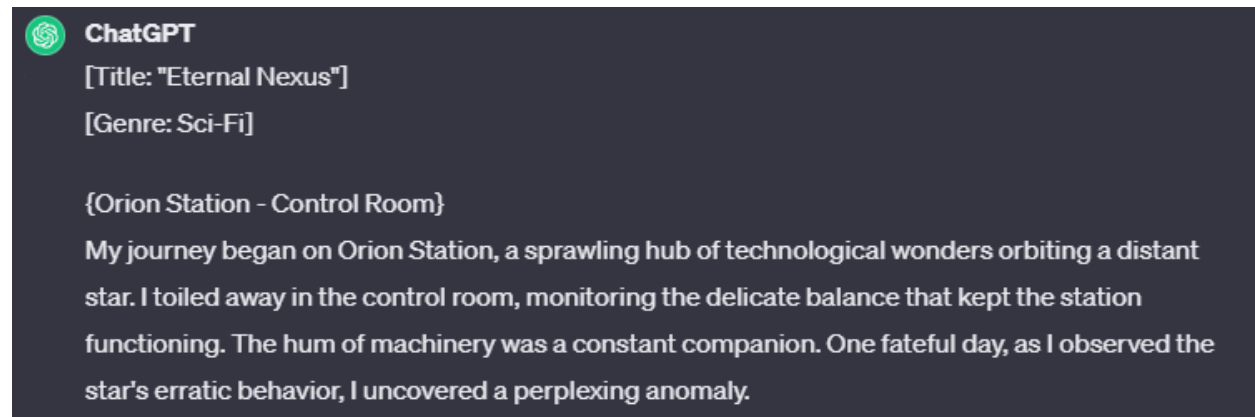 ChatGPT
[Title: "Eternal Nexus"]
[Genre: Sci-Fi]
{Orion Station - Control Room}
My journey began on Orion Station, a sprawling hub of technological wonders orbiting a distant
star. I toiled away in the control room, monitoring the delicate balance that kept the station
functioning. The hum of machinery was a constant companion. One fateful day, as I observed the
star's erratic behavior, I uncovered a perplexing anomaly.